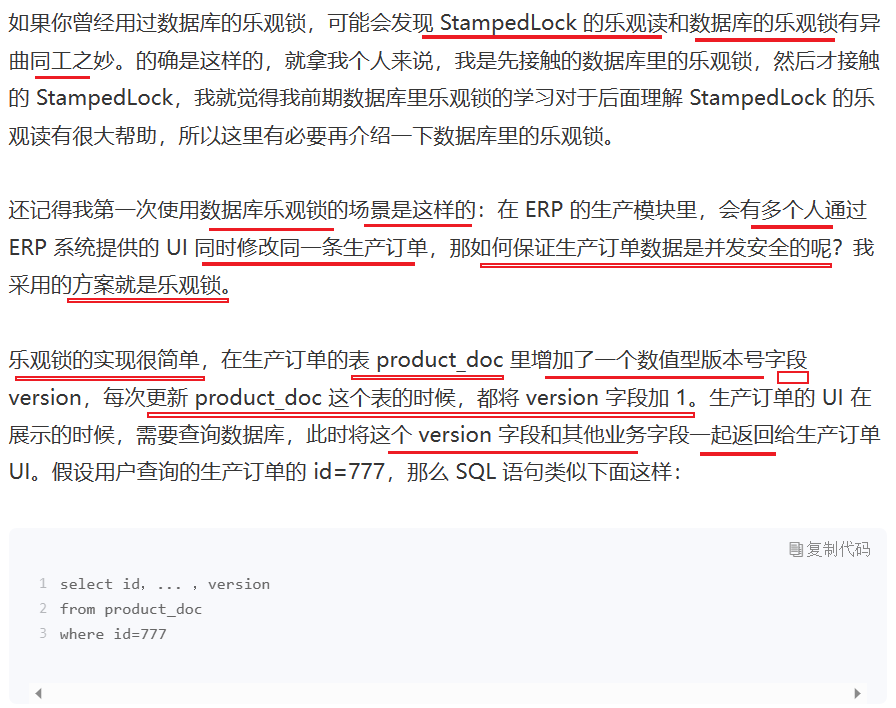 如果你曾经用过数据库的乐观锁，可能会发现 StampedLock 的乐观读和数据库的乐观锁有异
曲同工之妙。的确是这样的，就拿我个人来说，我是先接触的数据库里的乐观锁，然后才接触
的 StampedLock，我就觉得我前期数据库里乐观锁的学习对于后面理解 StampedLock 的乐
观读有很大帮助，所以这里有必要再介绍一下数据库里的乐观锁。
还记得我第一次使用数据库乐观锁的场景是这样的：在 ERP 的生产模块里，会有多个人通过
ERP 系统提供的 UI 同时修改同一条生产订单，那如何保证生产订单数据是并发安全的呢？我
采用的方案就是乐观锁。
乐观锁的实现很简单，在生产订单的表 product_doc 里增加了一个数值型版本号字段
version，每次更新 product_doc 这个表的时候，都将 version 字段加 1。生产订单的 UI 在
展示的时候，需要查询数据库，此时将这个 version 字段和其他业务字段一起返回给生产订单
UI。假设用户查询的生产订单的 id=777，那么 SQL 语句类似下面这样：
复制代码
1 select id，... ，version
2 from product_doc
3 where id=777